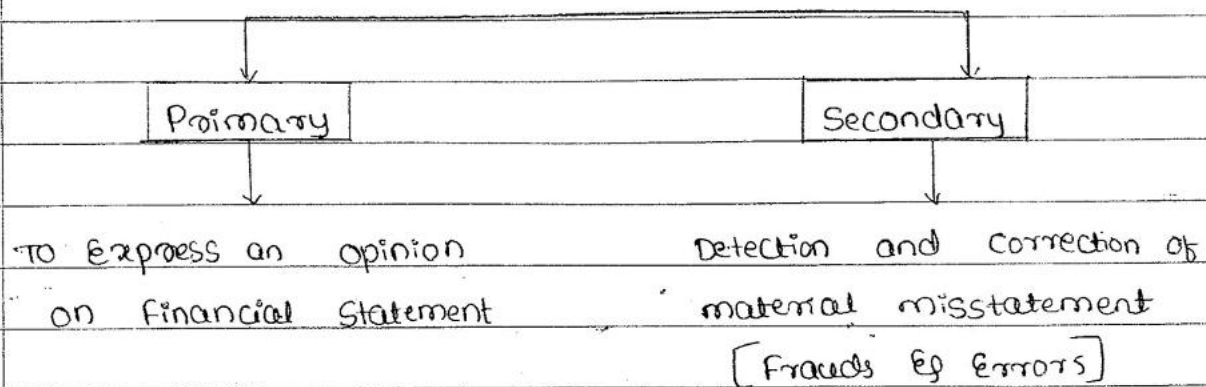 Primary
Secondary
To Express an opinion
on Financial Statement
Detection and correction of
material misstatement
[Frauds & Errors]